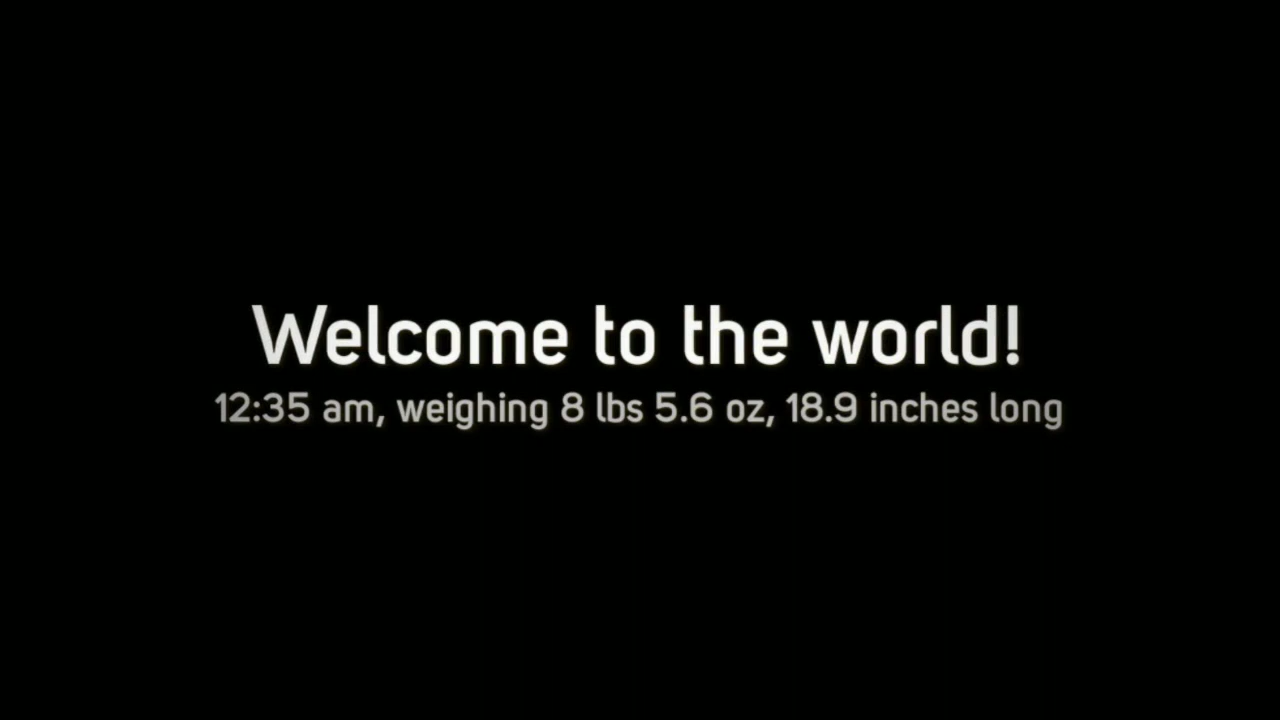 Welcome to the world!
12:35 am, weighing 8 lbs 5.6 oz, 18.9 inches long